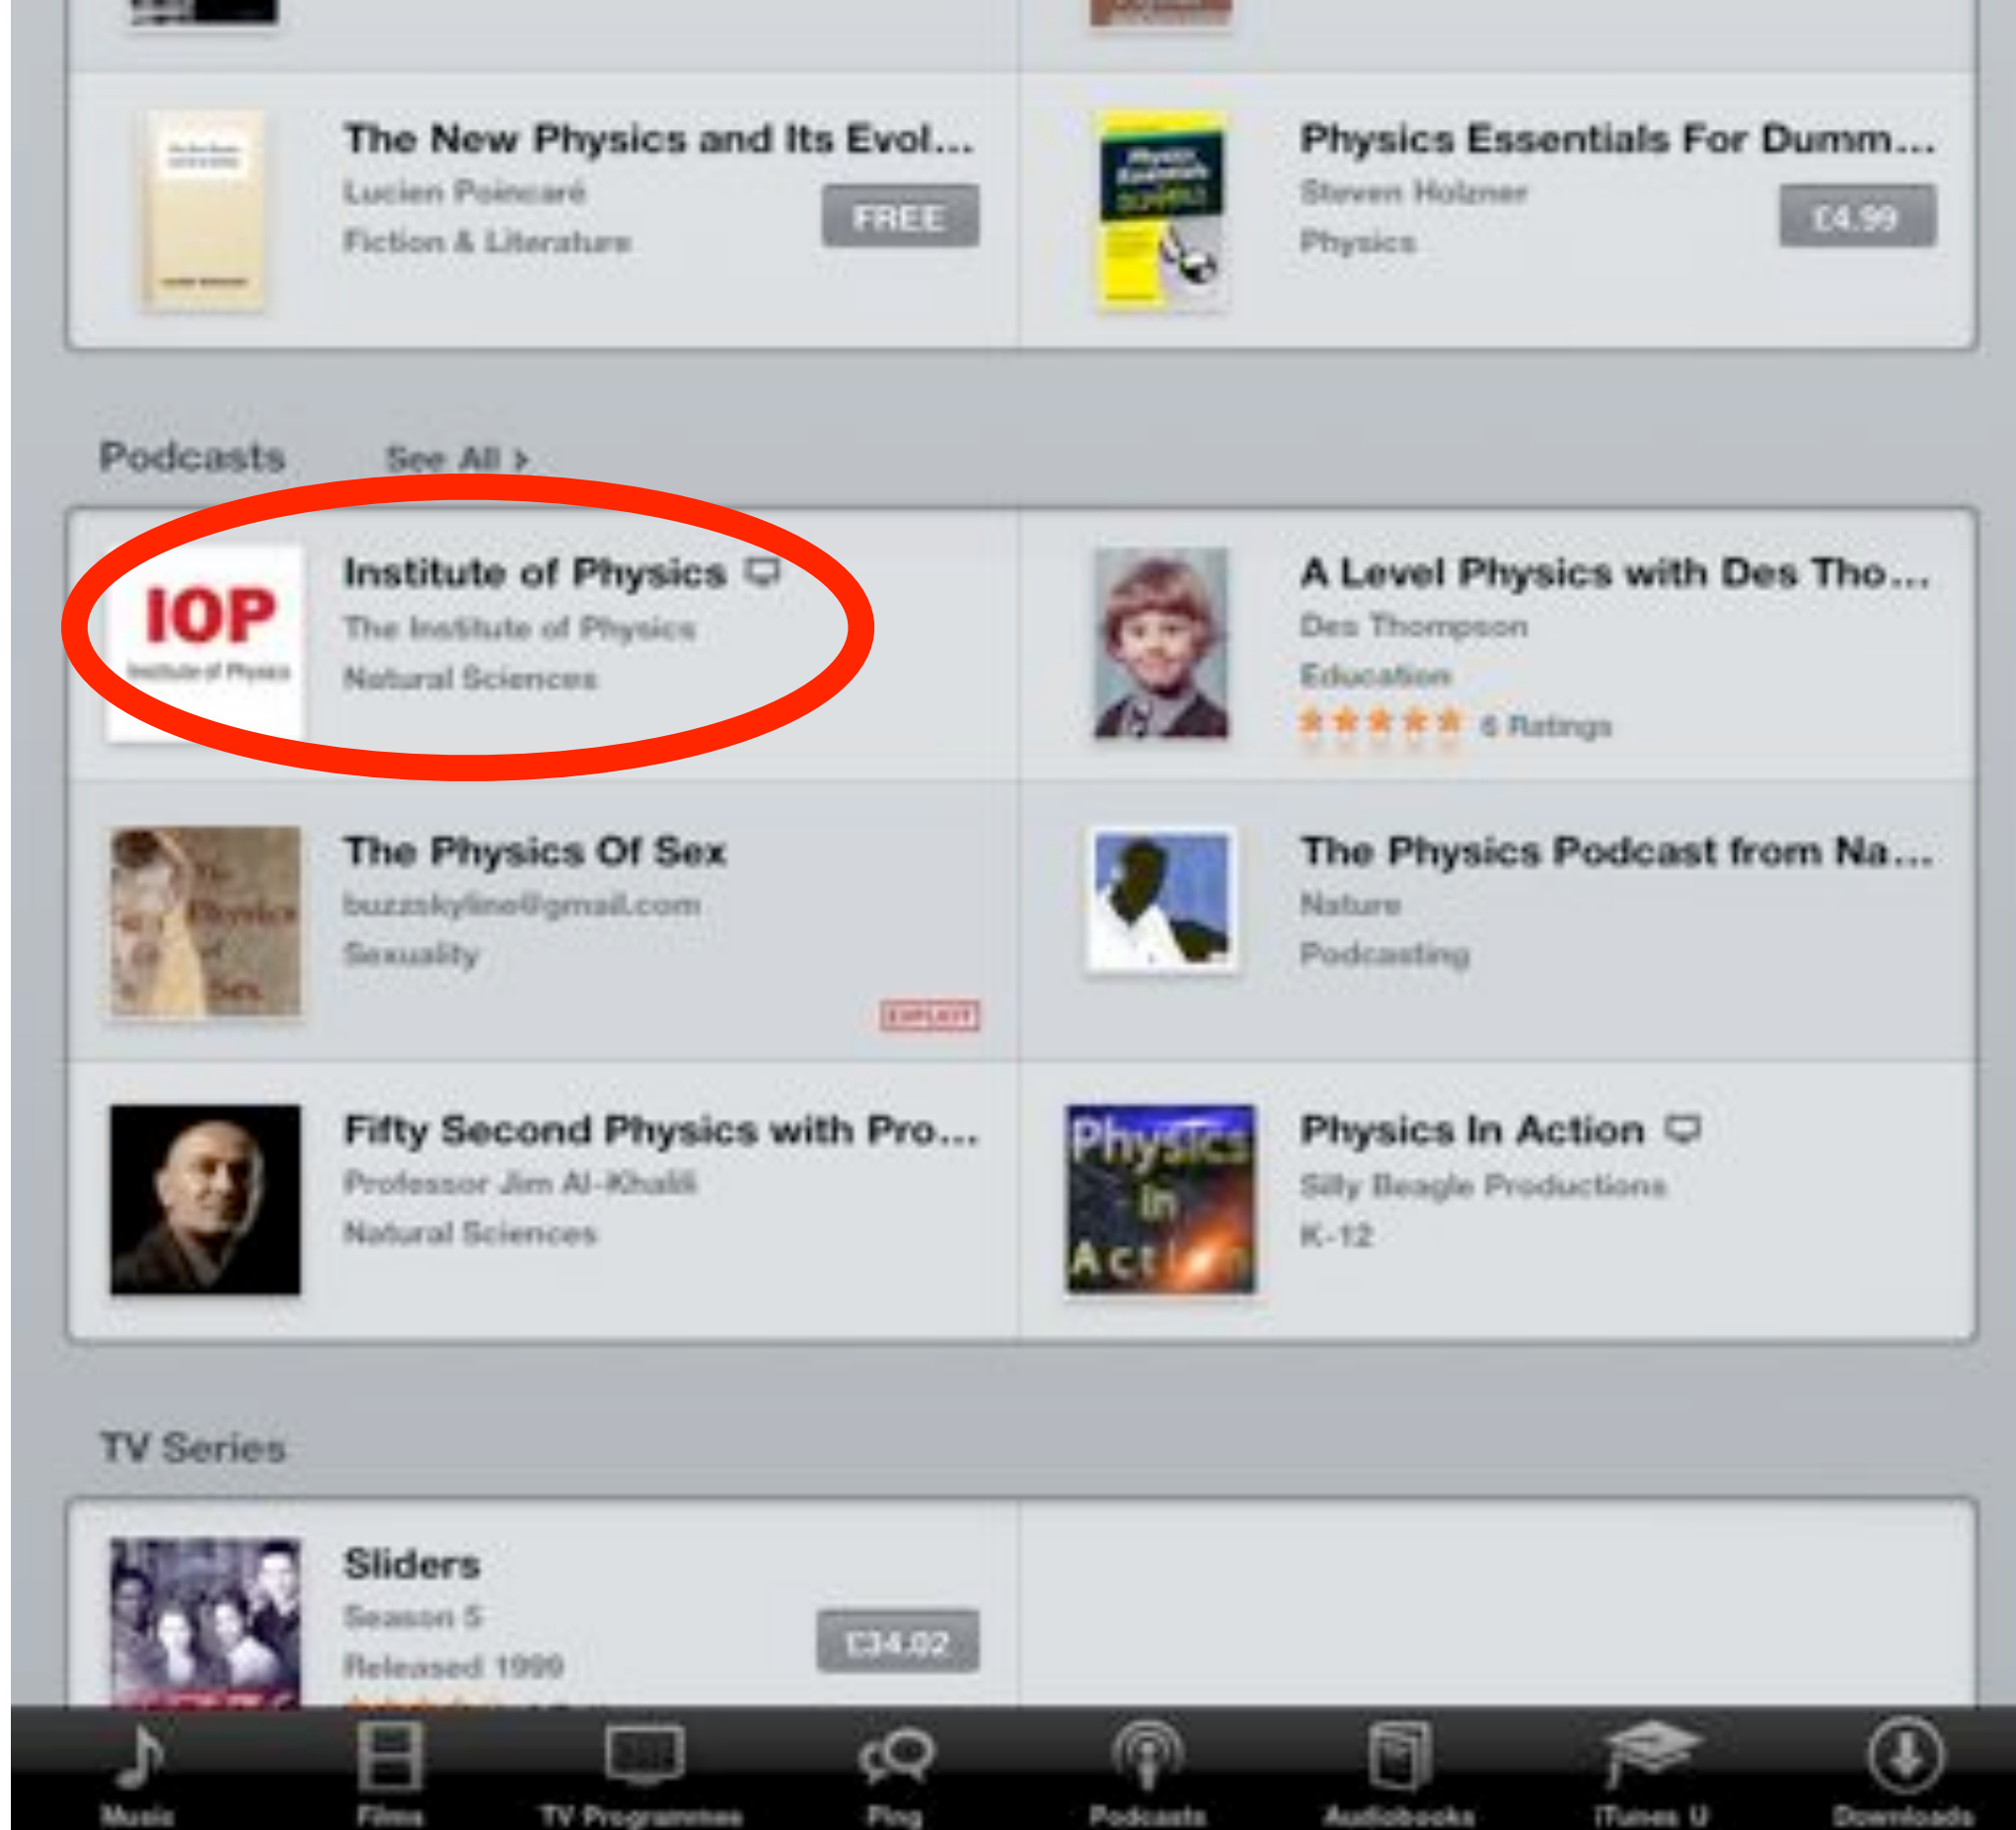 The New Physics and Its Evol...
Lucien Poincaré
FREE
Fiction & Literature
Physics Essentials For Dumm...
Steven Holzner
£4.99
Physics
Podcasts
See All >
IOP
Institute of Physics
Institute of Physics
The Institute of Physics
Natural Sciences
A Level Physics with Des Tho...
Des Thompson
Education
6 Ratings
The Physics of Sex
The Physics Of Sex
buzzskyline@gmail.com
Sexuality
EXPLICIT
The Physics Podcast from Na...
Nature
Podcasting
Fifty Second Physics with Pro...
Professor Jim Al-Khalili
Natural Sciences
Physics
In
Action
Physics In Action
Silly Beagle Productions
K-12
TV Series
Sliders
Season 5
£34.02
Released 1999
Music
Films
TV Programmes
Ping
Podcasts
Audiobooks
iTunes U
Downloads